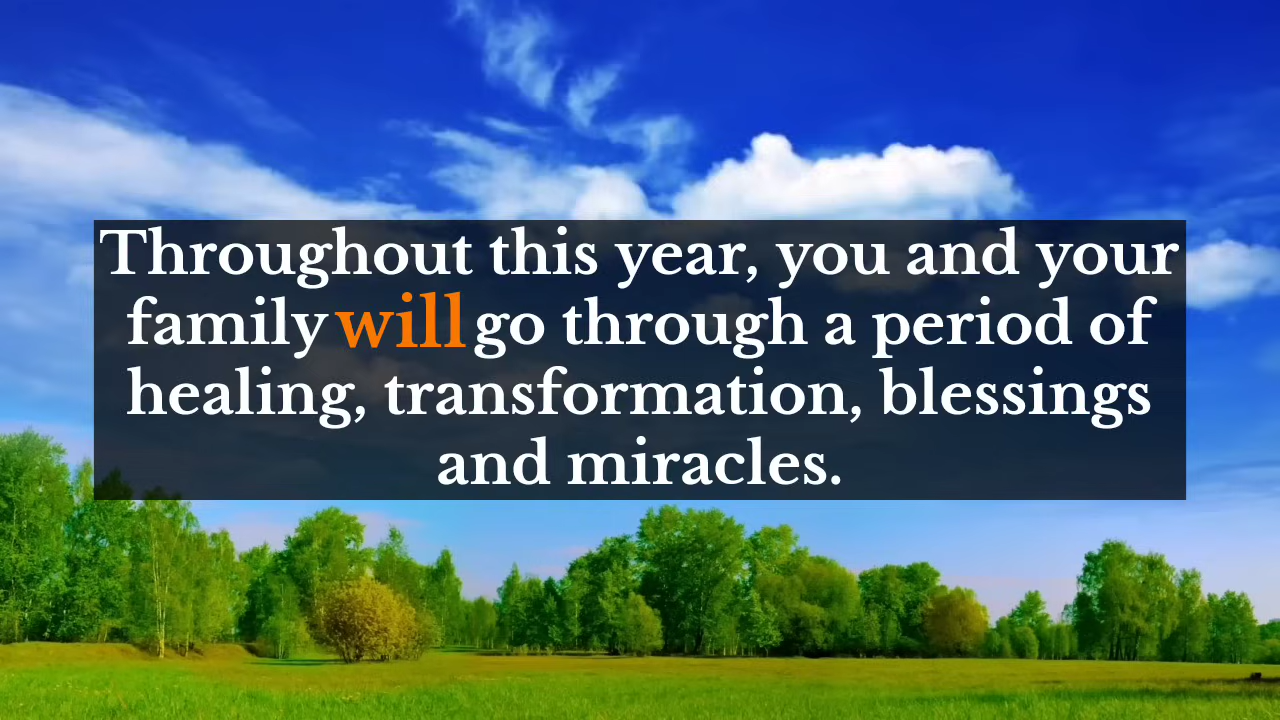 Throughout this year, you and your
family will go through a period of
healing, transformation, blessings
and miracles.